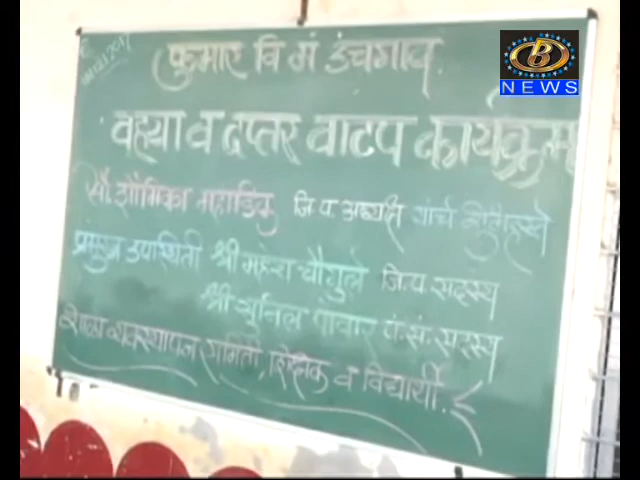 B
NEWS
कुमार वि मं उंचगाव.
वह्या व दप्तर वाटप कार्यक्रम
सौ. शौमिका महाडिक जि प अध्यक्ष यांचे शुभहस्ते
प्रमुख उपस्थिती श्री महेश चौगुले जि.प सदस्य
श्री सुनिल पोवार पं.सं. सदस्य
शाळा व्यवस्थापन समिती, शिक्षक व विद्यार्थी.